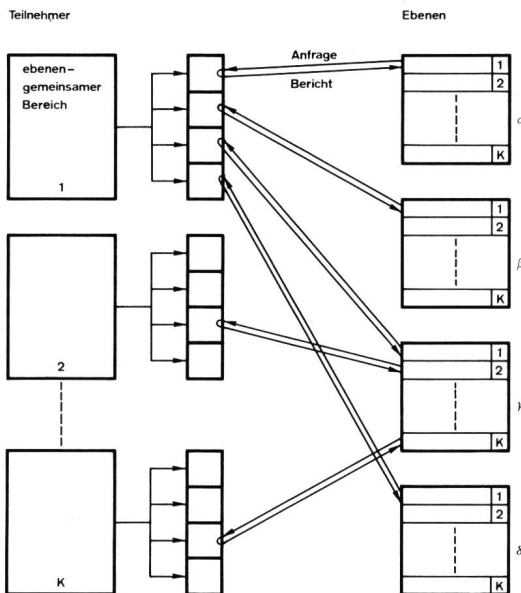 Teilnehmer
Ebenen
ebenen-
gemeinsamer
Bereich
1
Anfrage
Bericht
1
2
K
α
1
2
K
β
2
1
2
K
γ
K
1
2
K
δ